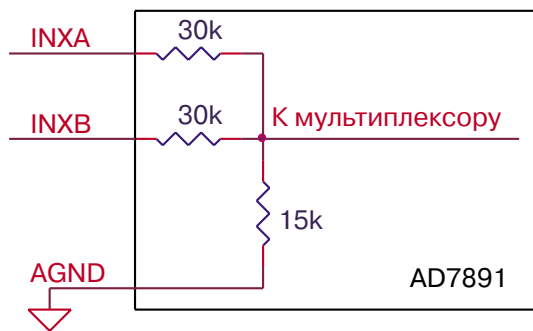 30k
INXA
30k
INXB
К мультиплексору
15k
AGND
AD7891